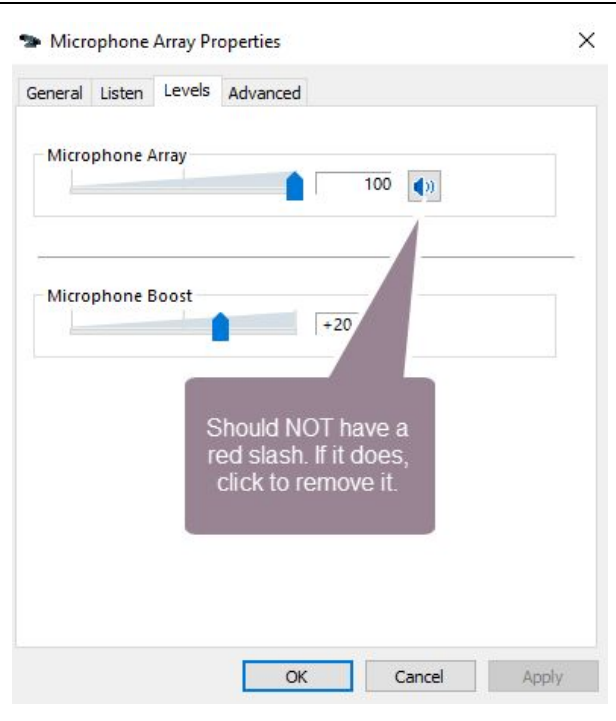 Microphone Array Properties
General Listen Levels Advanced
Microphone Array
100
Microphone Boost
+20
Should NOT have a
red slash. If it does,
click to remove it.
OK Cancel Apply